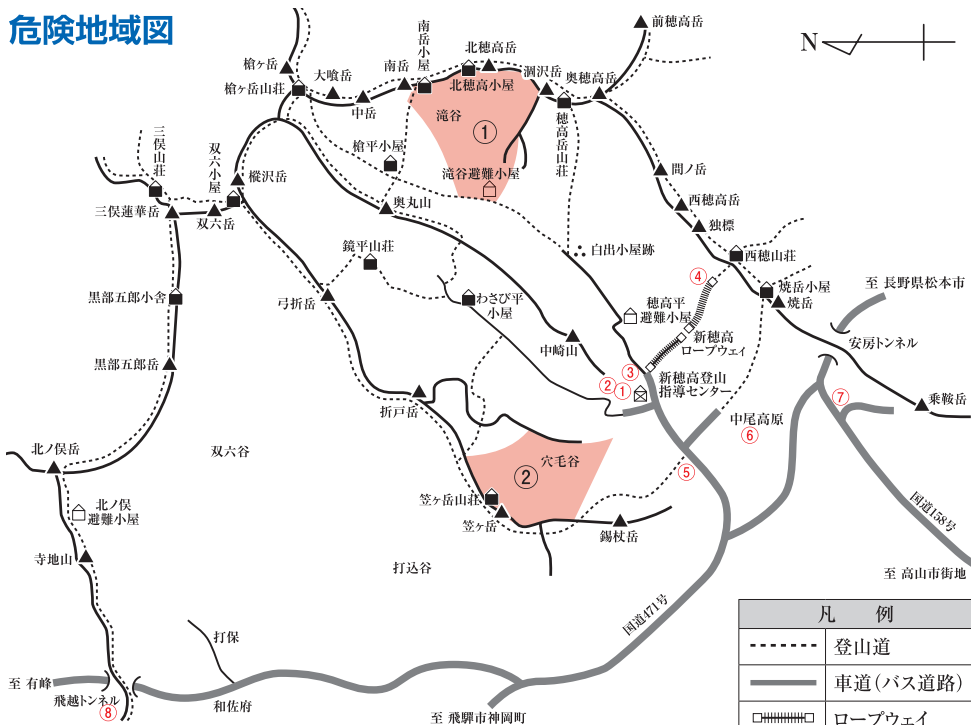 危険地域図
N
前穂高岳
南岳小屋
北穂高岳
槍ヶ岳
大喰岳
南岳
涸沢岳
奥穂高岳
槍ヶ岳山荘
中岳
北穂高小屋
滝谷
①
穂高岳山荘
三俣山荘
双六小屋
槍平小屋
滝谷避難小屋
間ノ岳
樅沢岳
奥丸山
西穂高岳
三俣蓮華岳
双六岳
独標
白出小屋跡
西穂山荘
鏡平山荘
④
焼岳小屋
至 長野県松本市
黒部五郎小舎
弓折岳
わさび平
小屋
穂高平
避難小屋
焼岳
新穂高
ロープウェイ
安房トンネル
中崎山
黒部五郎岳
③
②
①
新穂高登山
指導センター
折戸岳
⑦
乗鞍岳
中尾高原
⑥
北ノ俣岳
双六谷
穴毛谷
②
⑤
笠ヶ岳山荘
北ノ俣
避難小屋
笠ヶ岳
錫杖岳
国道158号
寺地山
打込谷
至 高山市街地
国道471号
凡 例
登山道
打保
車道(バス道路)
至 有峰
飛越トンネル
⑧
和佐府
至 飛騨市神岡町
ロープウェイ